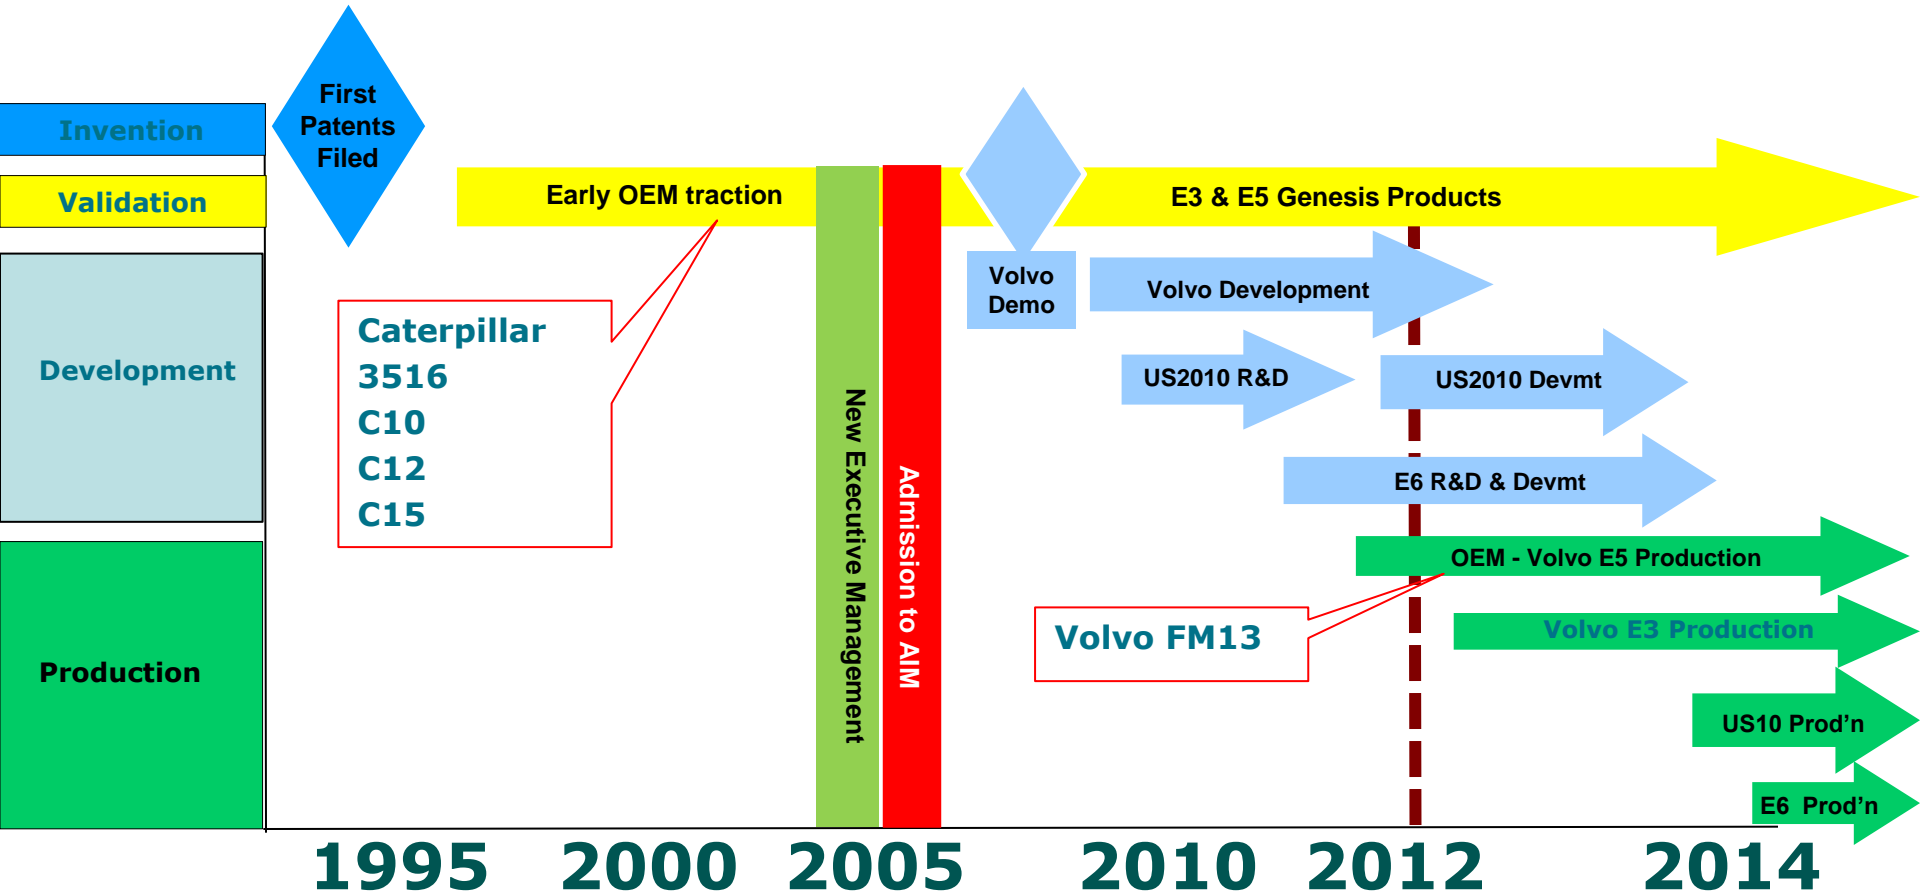 First
Patents
Filed
Invention
Validation
Early OEM traction
E3 & E5 Genesis Products
Volvo
Demo
Volvo Development
Caterpillar
3516
C10
C12
C15
Development
US2010 R&D
US2010 Devmt
E6 R&D & Devmt
New Executive Management
Admission to AIM
OEM - Volvo E5 Production
Volvo FM13
Volvo E3 Production
Production
US10 Prod’n
E6 Prod’n
1995 2000 2005 2010 2012 2014